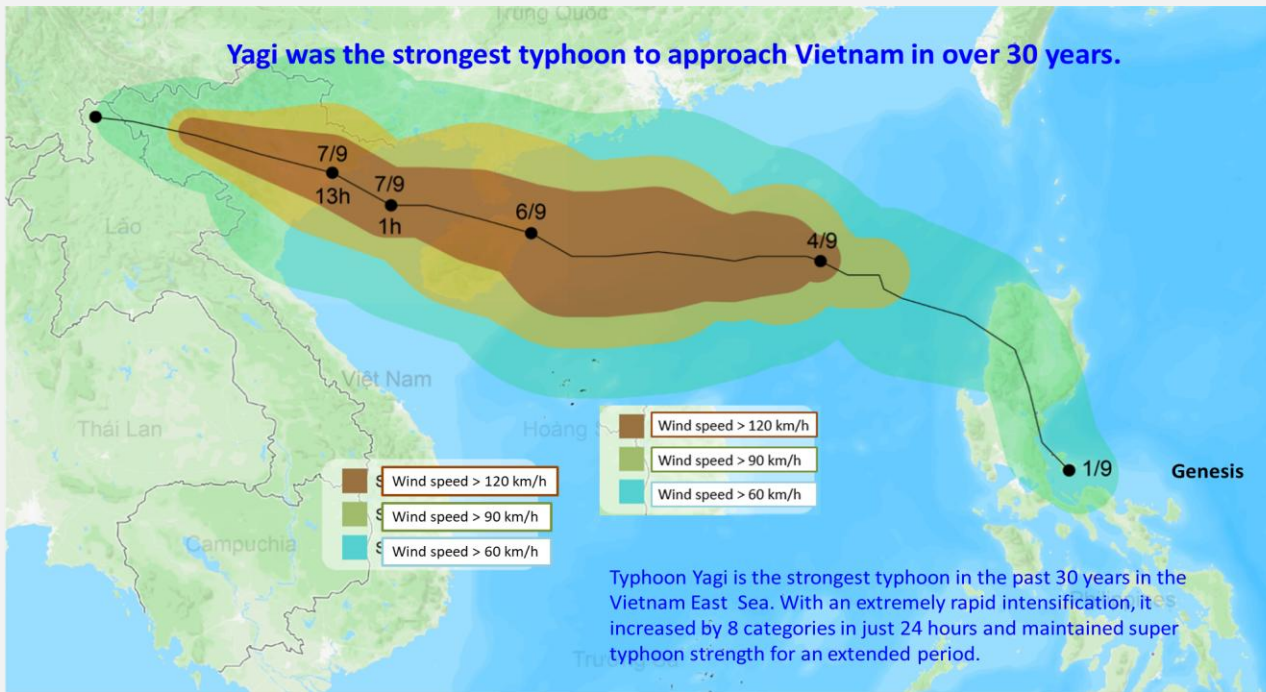 Trung Quốc
Yagi was the strongest typhoon to approach Vietnam in over 30 years.
7/9
13h
7/9
1h
6/9
4/9
Lào
Việt Nam
Thái Lan
Hoàng S
Wind speed > 120 km/h
Wind speed > 90 km/h
Wind speed > 60 km/h
1/9
Genesis
S Wind speed > 120 km/h
S Wind speed > 90 km/h
S Wind speed > 60 km/h
Campuchia
Typhoon Yagi is the strongest typhoon in the past 30 years in the
Vietnam East Sea. With an extremely rapid intensification, it
increased by 8 categories in just 24 hours and maintained super
typhoon strength for an extended period.